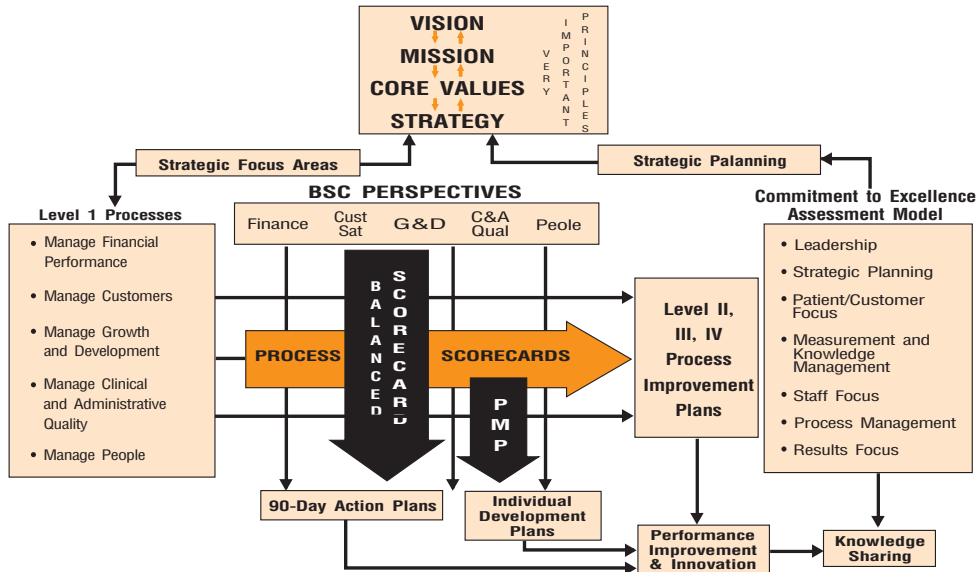 VISION
MISSION
CORE VALUES
STRATEGY
VERY
IMPORTANT
PRINCIPLES
Strategic Focus Areas
Strategic Palanning
BSC PERSPECTIVES
Finance
Cust
Sat
G&D
C&A
Qual
Peole
Level 1 Processes
• Manage Financial
Performance
• Manage Customers
• Manage Growth
and Development
• Manage Clinical
and Administrative
Quality
• Manage People
BALANCED
SCORECARD
PROCESS
SCORECARDS
PMP
Level II,
III, IV
Process
Improvement
Plans
Commitment to Excellence
Assessment Model
• Leadership
• Strategic Planning
• Patient/Customer
Focus
• Measurement and
Knowledge
Management
• Staff Focus
• Process Management
• Results Focus
90-Day Action Plans
Individual
Development
Plans
Performance
Improvement
& Innovation
Knowledge
Sharing